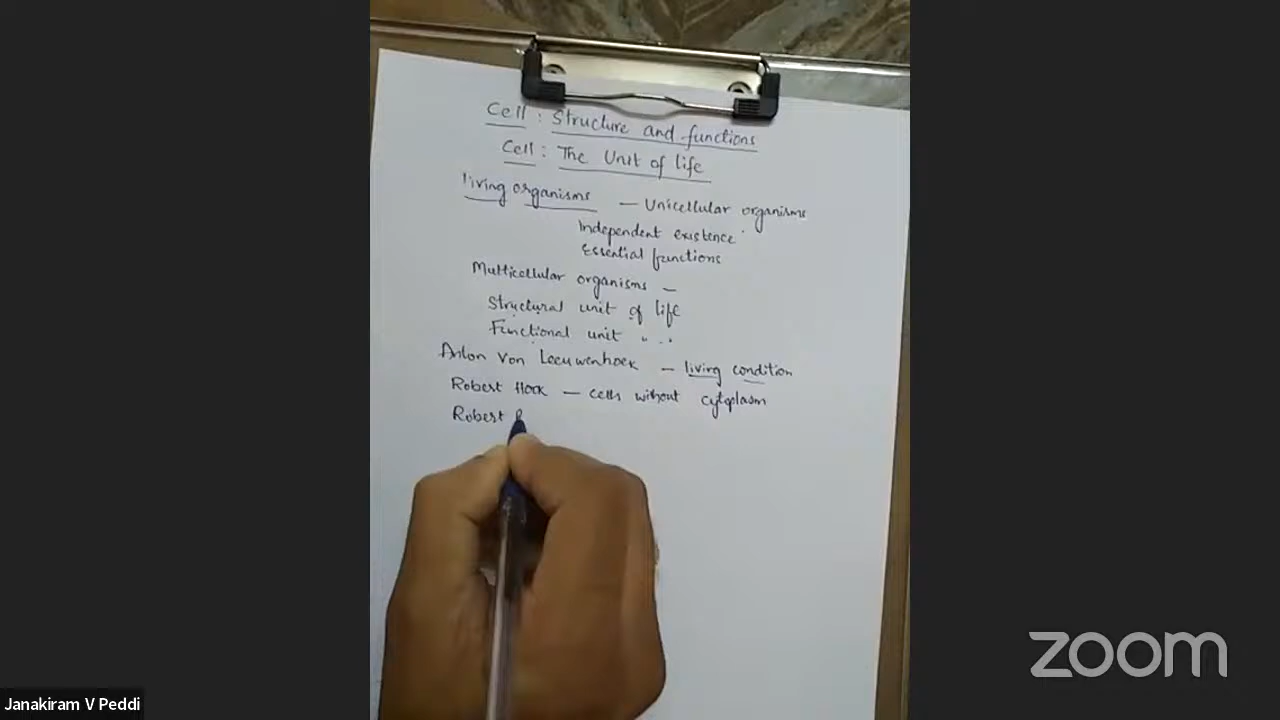 Cell : Structure and functions
Cell : The Unit of life
living organisms — Unicellular organisms
Independent existence
Essential functions
Multicellular organisms —
Structural unit of life
Functional unit " "
Anton Von Leeuwenhoek — living condition
Robert Hook — cells without cytoplasm
Robert
zoom
Janakiram V Peddi